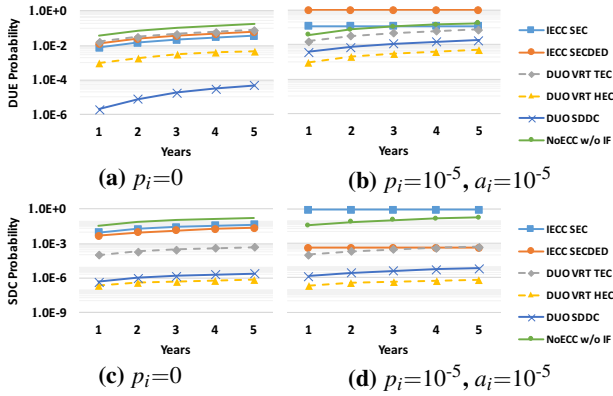 DUE Probability
1.0E+0
1.0E-2
1.0E-4
1.0E-6
1 2 3 4 5
Years
1 2 3 4 5
Years
IECC SEC
IECC SECDED
DUO VRT TEC
DUO VRT HEC
DUO SDDC
NoECC w/o IF
(a) pᵢ=0
(b) pᵢ=10⁻⁵, aᵢ=10⁻⁵
SDC Probability
1.0E+0
1.0E-3
1.0E-6
1.0E-9
1 2 3 4 5
Years
1 2 3 4 5
Years
IECC SEC
IECC SECDED
DUO VRT TEC
DUO VRT HEC
DUO SDDC
NoECC w/o IF
(c) pᵢ=0
(d) pᵢ=10⁻⁵, aᵢ=10⁻⁵